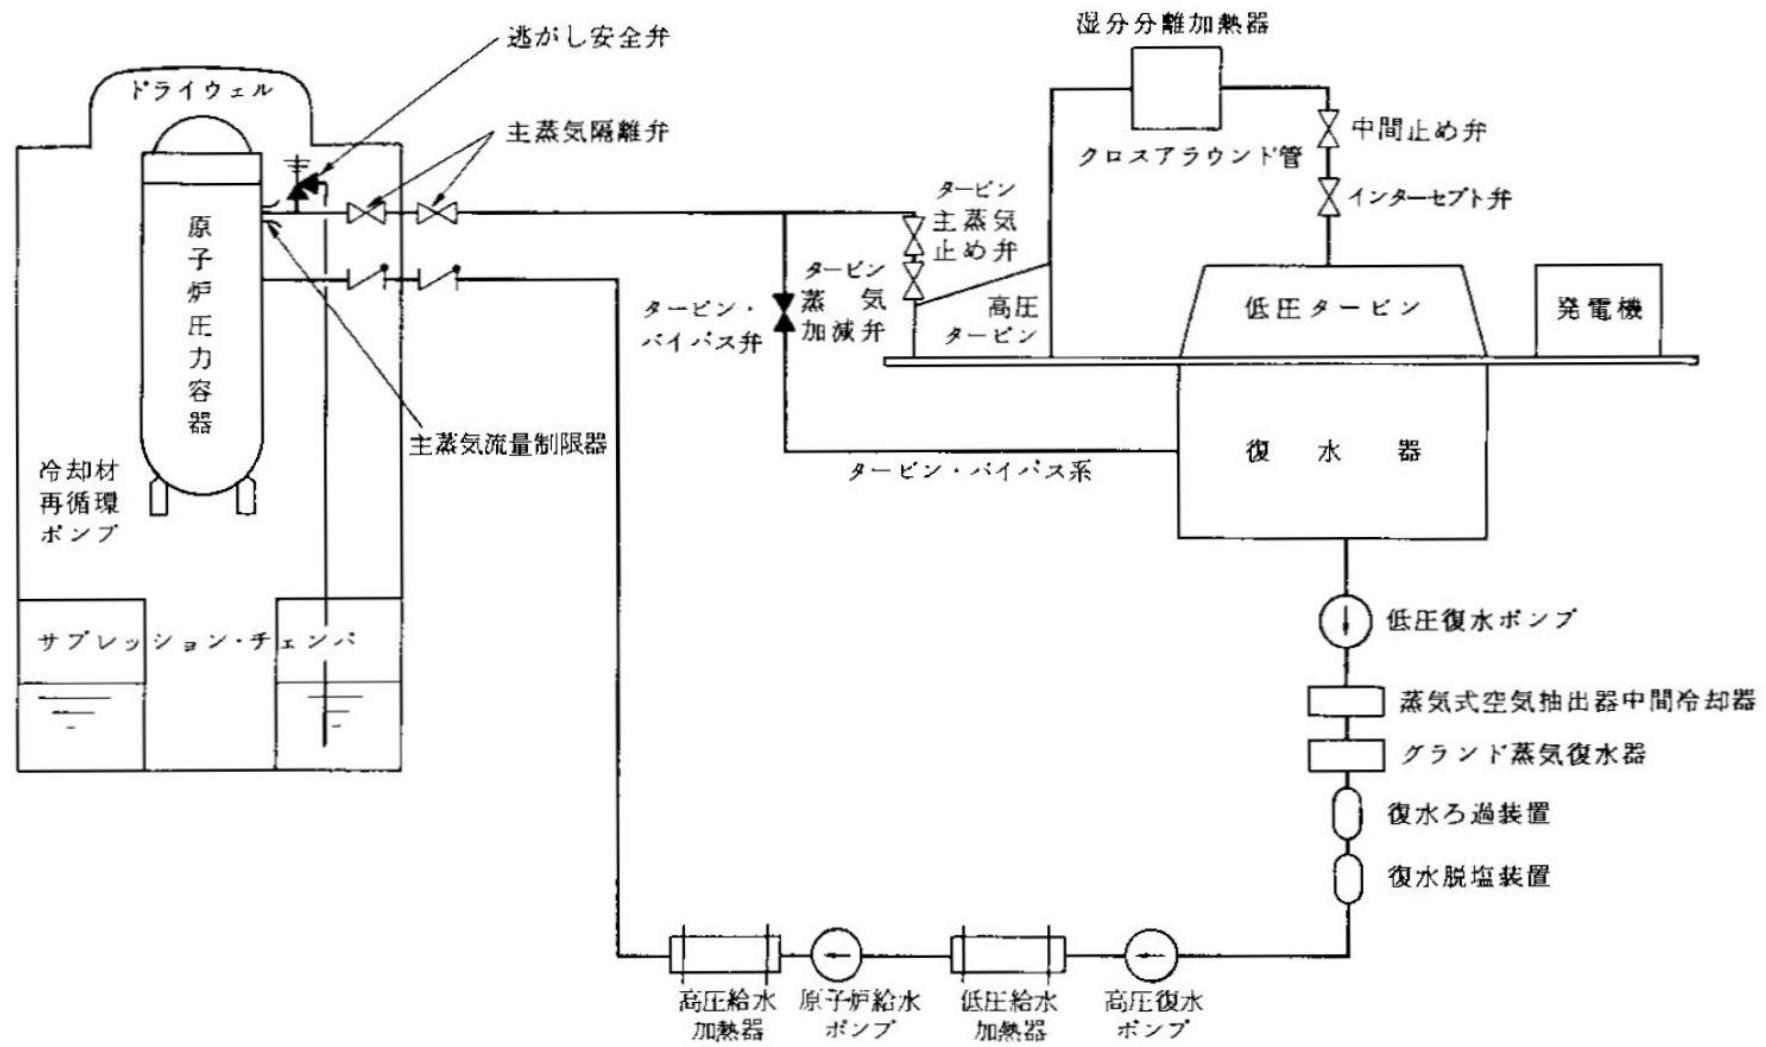 湿分分離加熱器
逃がし安全弁
ドライウェル
主蒸気隔離弁
中間止め弁
クロスアラウンド管
インターセプト弁
タービン
主蒸気
止め弁
原子炉圧力容器
タービン
蒸気
加減弁
タービン・
バイパス弁
高圧
タービン
低圧タービン
発電機
主蒸気流量制限器
復水器
タービン・バイパス系
冷却材
再循環
ポンプ
サプレッション・チェンバ
低圧復水ポンプ
蒸気式空気抽出器中間冷却器
グランド蒸気復水器
復水ろ過装置
復水脱塩装置
高圧給水
加熱器
原子炉給水
ポンプ
低圧給水
加熱器
高圧復水
ポンプ